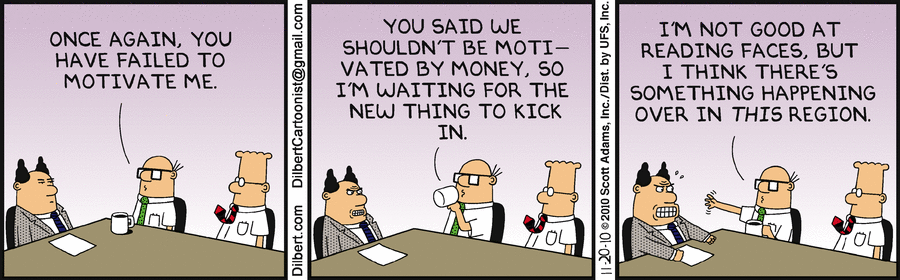 ONCE AGAIN, YOU
HAVE FAILED TO
MOTIVATE ME.
Dilbert.com DilbertCartoonist@gmail.com
YOU SAID WE
SHOULDN'T BE MOTI-
VATED BY MONEY, SO
I'M WAITING FOR THE
NEW THING TO KICK
IN.
11-20-10 ©2010 Scott Adams, Inc./Dist. by UFS, Inc.
I'M NOT GOOD AT
READING FACES, BUT
I THINK THERE'S
SOMETHING HAPPENING
OVER IN THIS REGION.